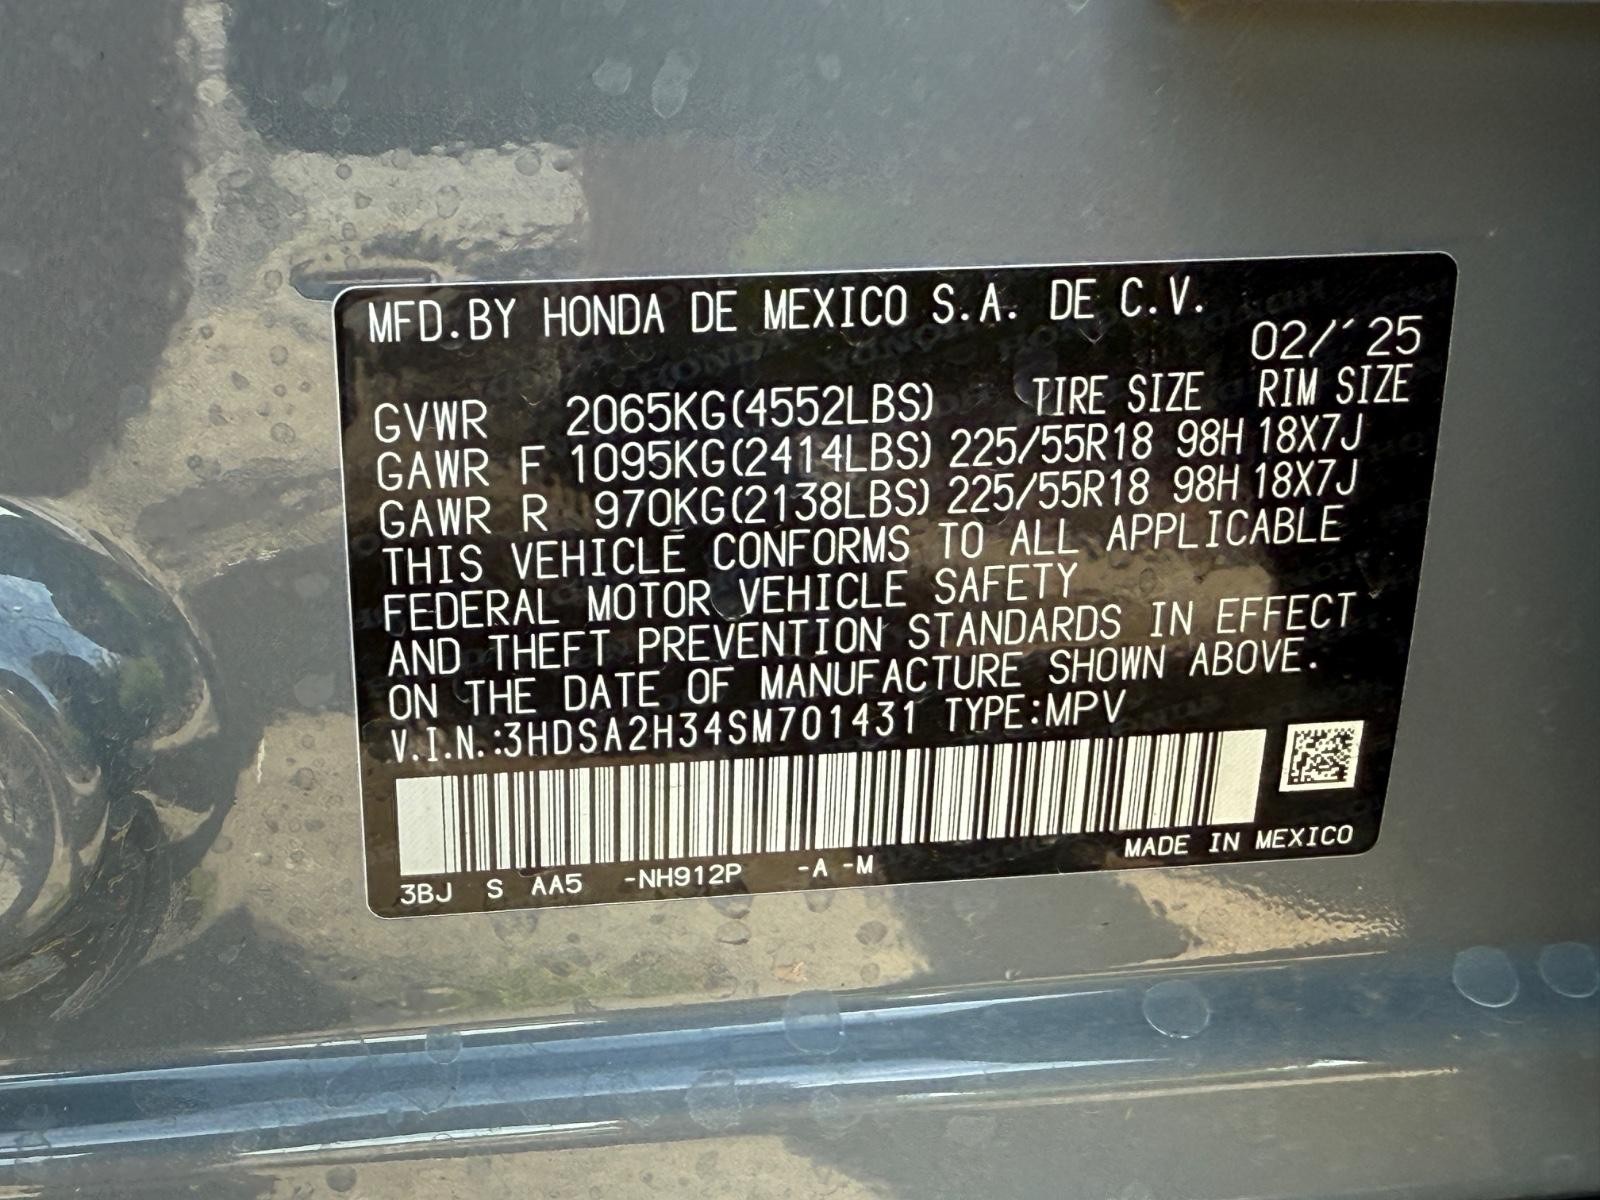 MFD.BY HONDA DE MEXICO S.A. DE C.V.
02/´25
TIRE SIZE RIM SIZE
GVWR 2065KG(4552LBS)
GAWR F 1095KG(2414LBS) 225/55R18 98H 18X7J
GAWR R 970KG(2138LBS) 225/55R18 98H 18X7J
THIS VEHICLE CONFORMS TO ALL APPLICABLE
FEDERAL MOTOR VEHICLE SAFETY
AND THEFT PREVENTION STANDARDS IN EFFECT
ON THE DATE OF MANUFACTURE SHOWN ABOVE.
V.I.N.:3HDSA2H34SM701431 TYPE:MPV
MADE IN MEXICO
3BJ S AA5 -NH912P -A -M